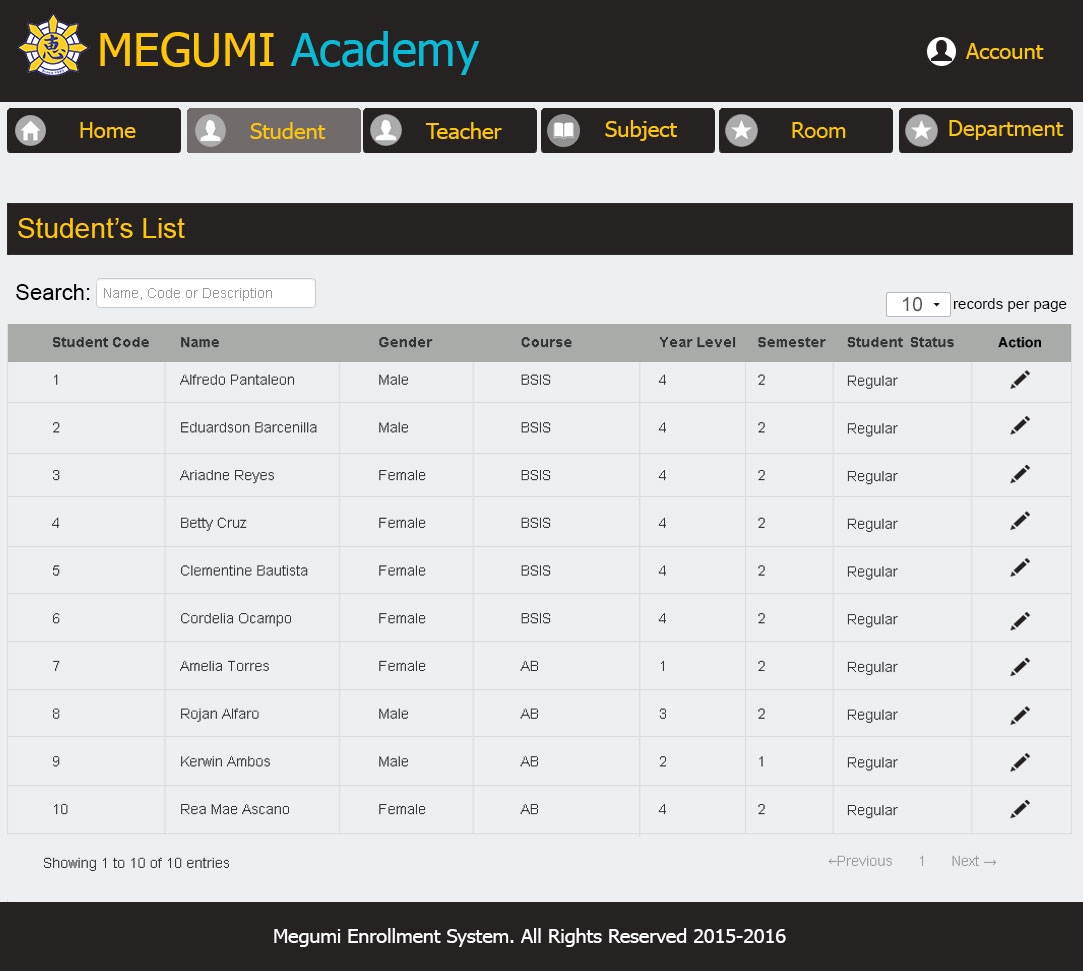 MEGUMI Academy
Account
Home Student Teacher Subject Room Department
Student's List
Search: Name, Code or Description
10 records per page
Student Code Name Gender Course Year Level Semester Student Status Action
1 Alfredo Pantaleon Male BSIS 4 2 Regular
2 Eduardson Barcenilla Male BSIS 4 2 Regular
3 Ariadne Reyes Female BSIS 4 2 Regular
4 Betty Cruz Female BSIS 4 2 Regular
5 Clementine Bautista Female BSIS 4 2 Regular
6 Cordelia Ocampo Female BSIS 4 2 Regular
7 Amelia Torres Female AB 1 2 Regular
8 Rojan Alfaro Male AB 3 2 Regular
9 Kerwin Ambos Male AB 2 1 Regular
10 Rea Mae Ascano Female AB 4 2 Regular
Showing 1 to 10 of 10 entries
←Previous 1 Next →
Megumi Enrollment System. All Rights Reserved 2015-2016